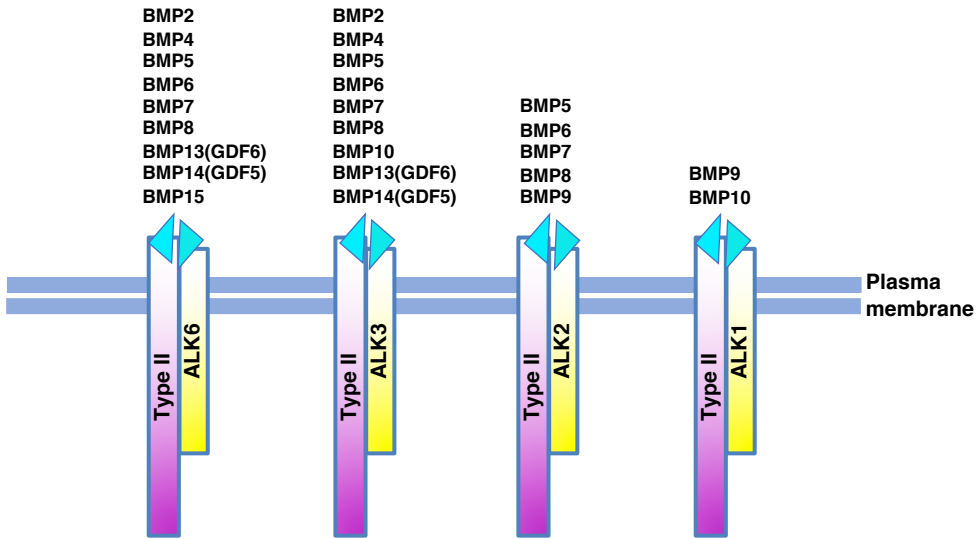 BMP2
BMP4
BMP5
BMP6
BMP7
BMP8
BMP13(GDF6)
BMP14(GDF5)
BMP15
BMP2
BMP4
BMP5
BMP6
BMP7
BMP8
BMP10
BMP13(GDF6)
BMP14(GDF5)
BMP5
BMP6
BMP7
BMP8
BMP9
BMP9
BMP10
Plasma
membrane
Type II
ALK6
Type II
ALK3
Type II
ALK2
Type II
ALK1